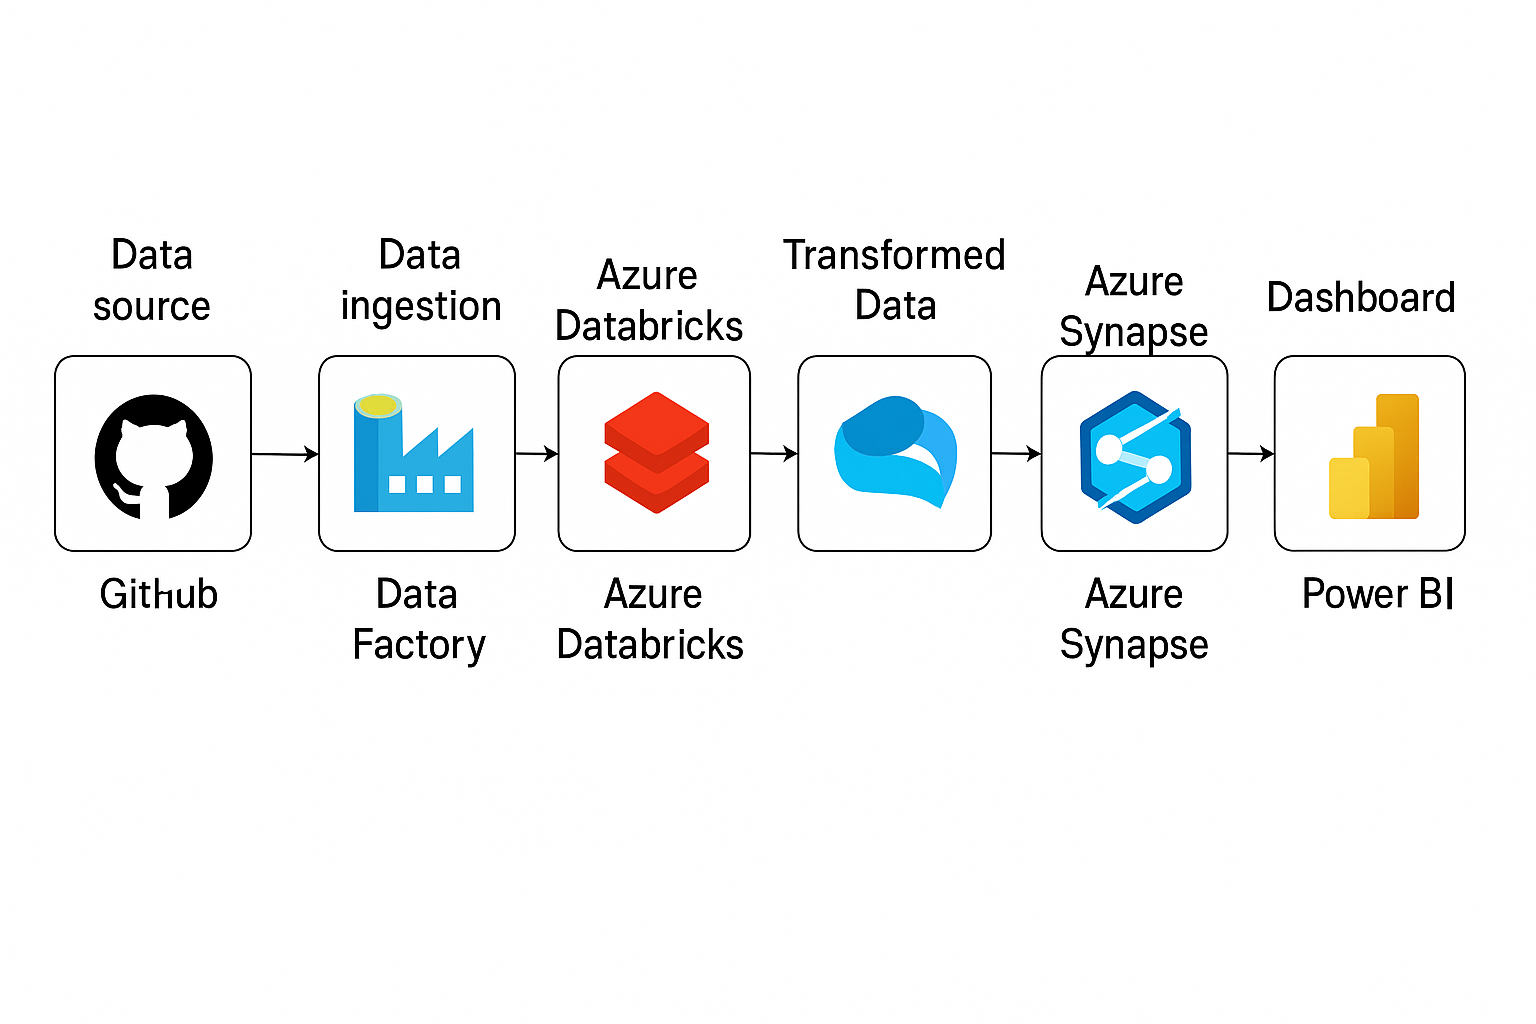 Data
source
Data
ingestion
Azure
Databricks
Transformed
Data
Azure
Synapse
Dashboard
GitHub
Data
Factory
Azure
Databricks
Azure
Synapse
Power BI